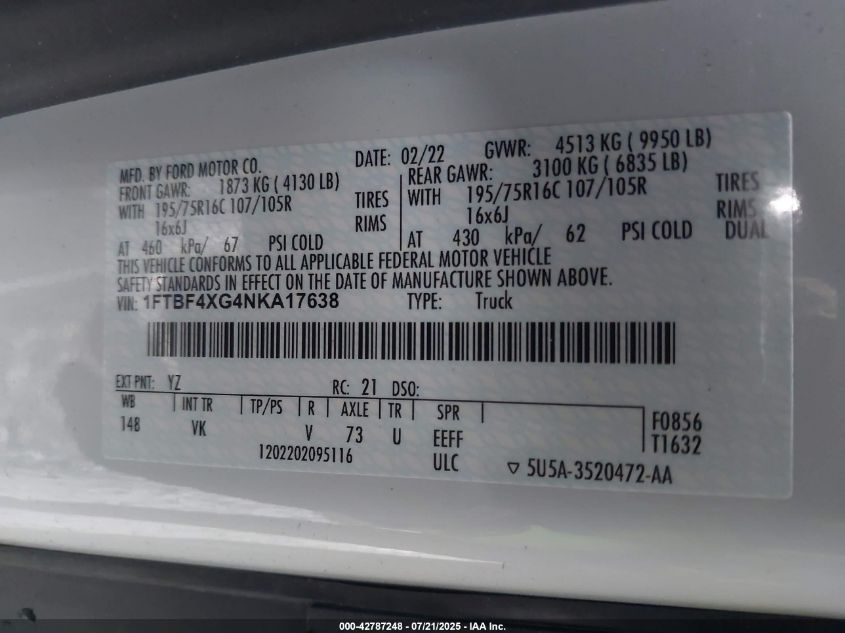 MFD. BY FORD MOTOR CO. DATE: 02/22 GVWR: 4513 KG ( 9950 LB)
FRONT GAWR: 1873 KG ( 4130 LB) REAR GAWR: 3100 KG ( 6835 LB)
WITH 195/75R16C 107/105R TIRES WITH 195/75R16C 107/105R TIRES
16x6J RIMS 16x6J RIMS
AT 460 kPa/ 67 PSI COLD AT 430 kPa/ 62 PSI COLD DUAL
THIS VEHICLE CONFORMS TO ALL APPLICABLE FEDERAL MOTOR VEHICLE
SAFETY STANDARDS IN EFFECT ON THE DATE OF MANUFACTURE SHOWN ABOVE.
VIN: 1FTBF4XG4NKA17638 TYPE: Truck
EXT PNT: YZ RC: 21 DSO:
WB INT TR TP/PS R AXLE TR SPR F0856
148 VK V 73 U EEFF T1632
1202202095116 ULC ▽ 5U5A-3520472-AA
000-42787248 - 07/21/2025 - IAA Inc.